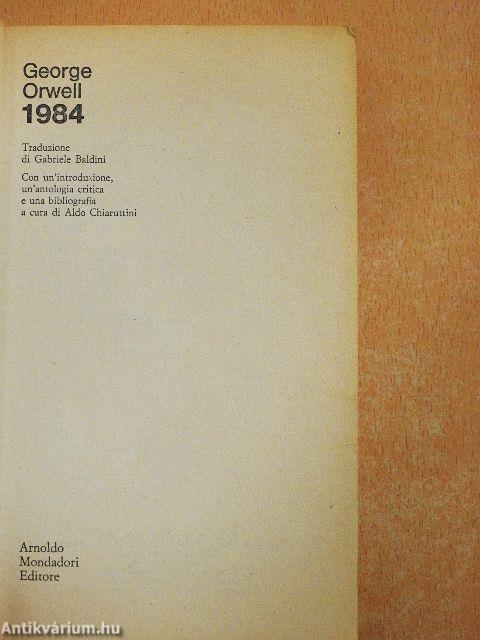 George
Orwell
1984
Traduzione
di Gabriele Baldini
Con un'introduzione,
un'antologia critica
e una bibliografia
a cura di Aldo Chiaruttini
Arnoldo
Mondadori
Editore
Antikvárium.hu